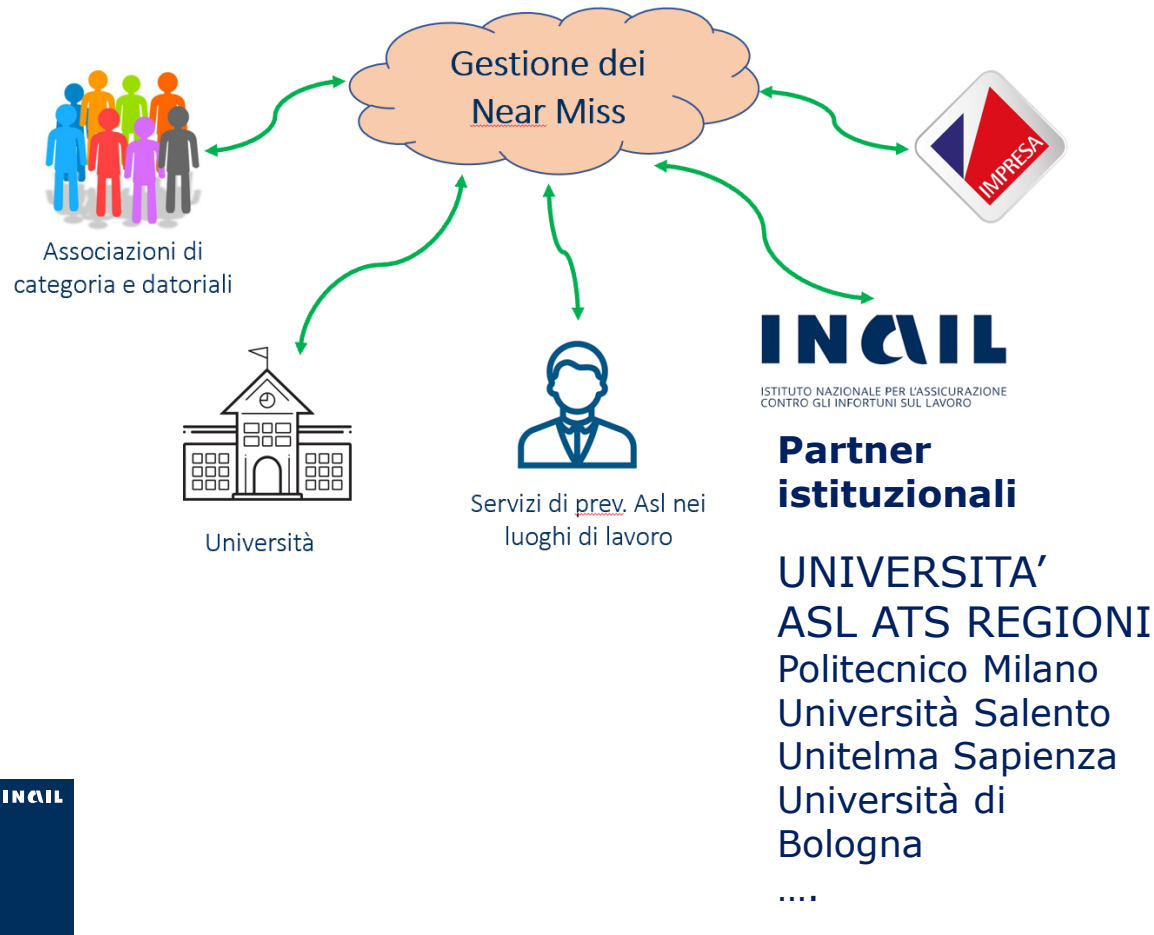 Gestione dei
Near Miss
IMPRESA
Associazioni di
categoria e datoriali
INAIL
ISTITUTO NAZIONALE PER L'ASSICURAZIONE
CONTRO GLI INFORTUNI SUL LAVORO
Università
Servizi di prev. Asl nei
luoghi di lavoro
Partner
istituzionali
UNIVERSITA’
ASL ATS REGIONI
Politecnico Milano
Università Salento
Unitelma Sapienza
Università di
Bologna
….
INAIL